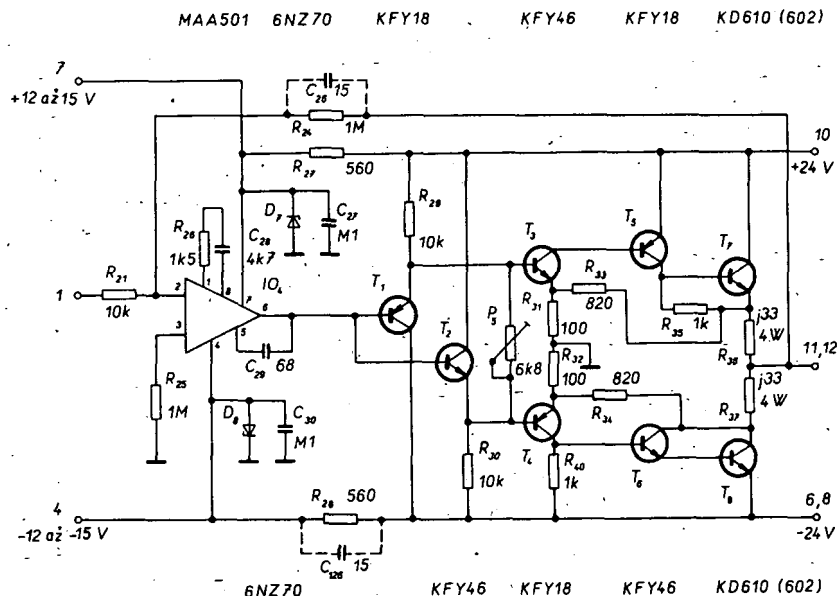 MAA501 6NZ70 KFY18 KFY46 KFY18 KD610 (602)
7
+12 až 15 V
C26 15
R24 1M
R27 560
10
+24 V
R26
1k5
C28
4k7
D7
C27
M1
R29
10k
T1
T2
T3
T5
T7
1
R21
10k
1
8
7
IO4
2
3
4
5
6
C29 68
R25
1M
D8
C30
M1
P5
6k8
R31
100
R32
100
R33
820
R35 1k
j33
4W
R36
11,12
j33
4W
R37
820
R34
R30
10k
T4
R40
1k
T6
T8
4
-12 až -15 V
R28 560
C126 15
6,8
-24 V
6NZ70 KFY46 KFY18 KFY46 KD610 (602)